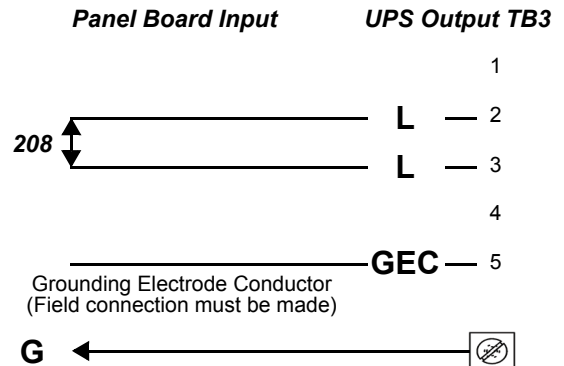 Panel Board Input UPS Output TB3
1
L 2
208
L 3
4
GEC 5
Grounding Electrode Conductor
(Field connection must be made)
G